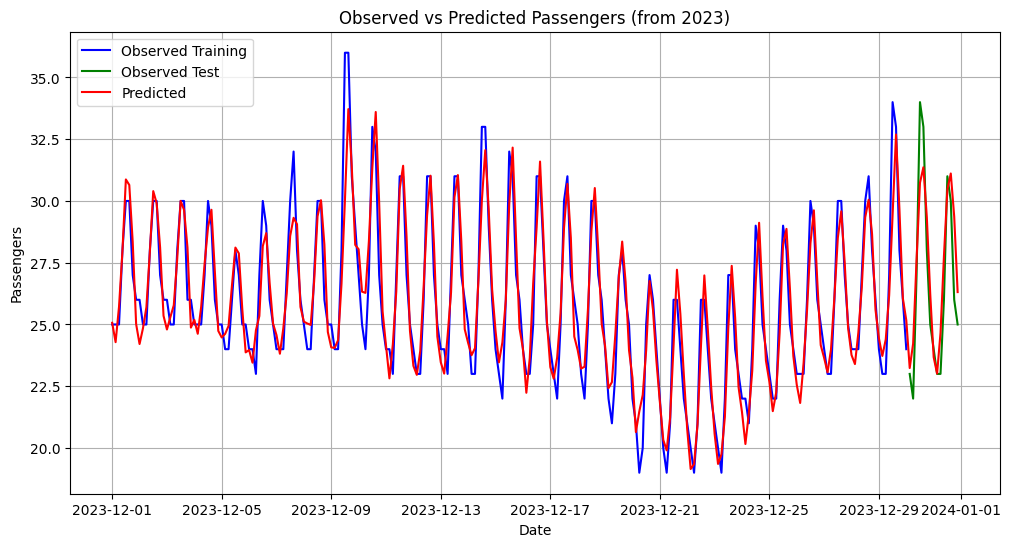 Observed vs Predicted Passengers (from 2023)
Observed Training
Observed Test
Predicted
Passengers
35.0
32.5
30.0
27.5
25.0
22.5
20.0
2023-12-01 2023-12-05 2023-12-09 2023-12-13 2023-12-17 2023-12-21 2023-12-25 2023-12-29 2024-01-01
Date